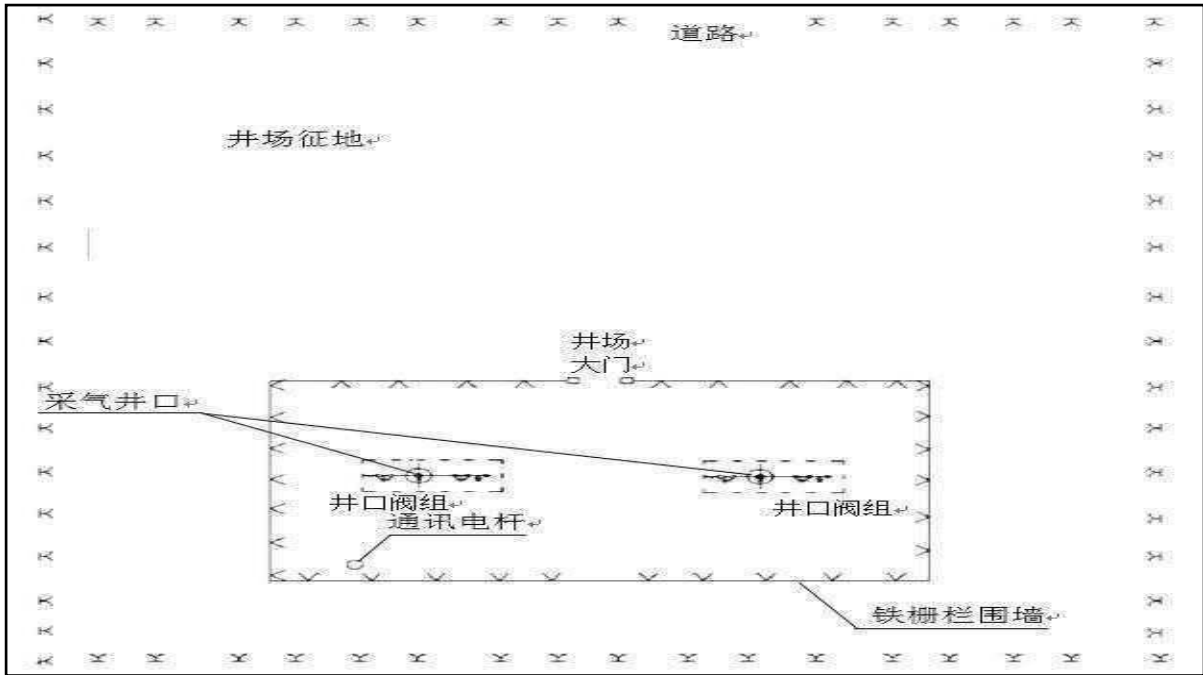 道路
井场征地
井场
大门
采气井口
井口阀组
井口阀组
通讯电杆
铁栅栏围墙